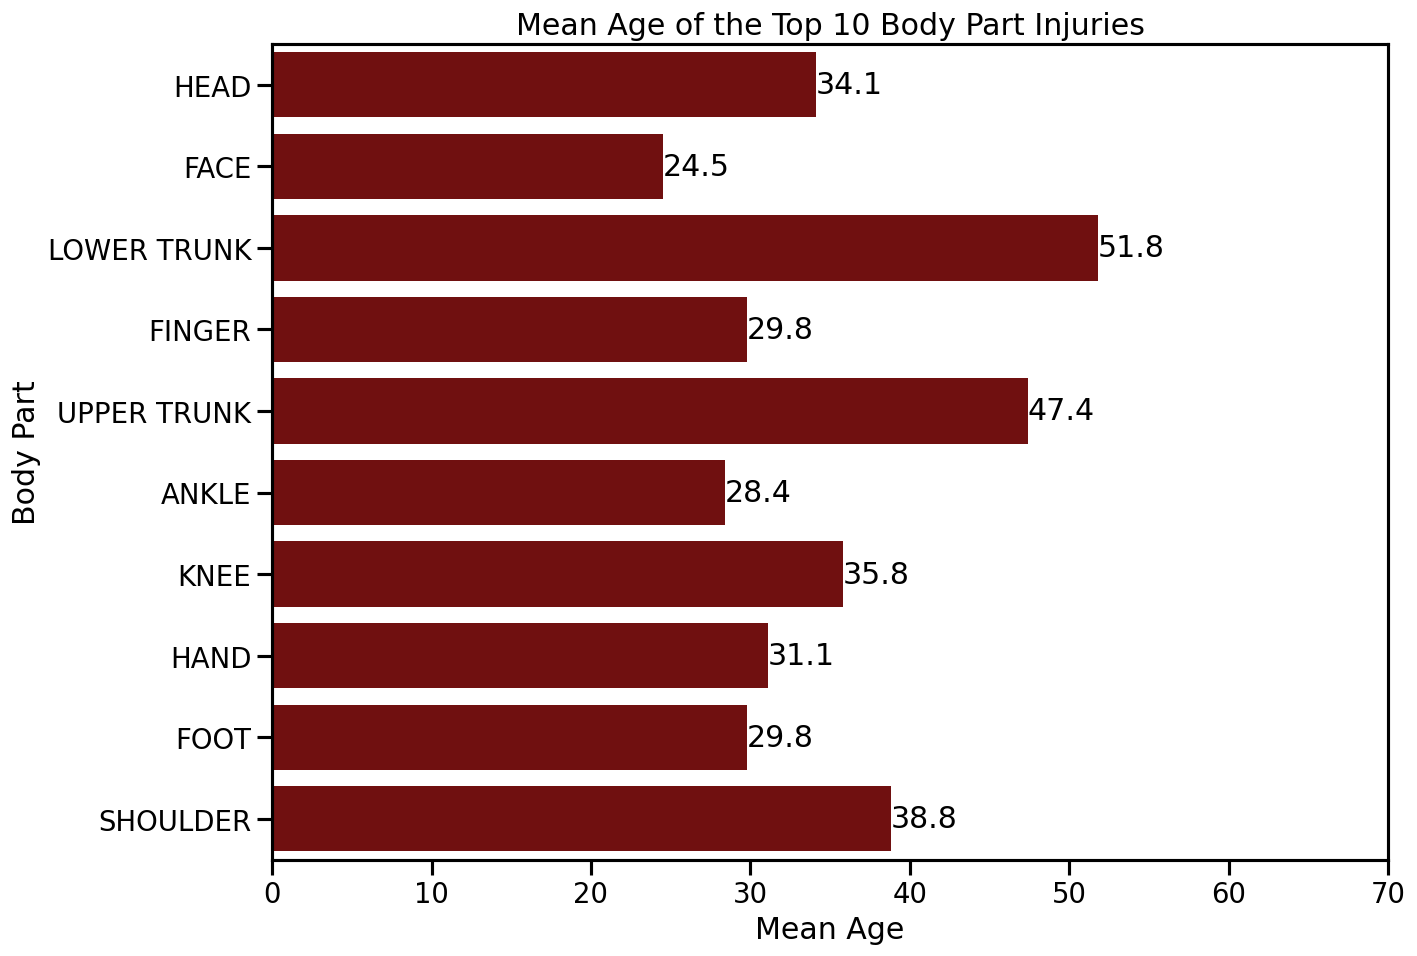 Mean Age of the Top 10 Body Part Injuries
HEAD 34.1
FACE 24.5
LOWER TRUNK 51.8
FINGER 29.8
UPPER TRUNK 47.4
ANKLE 28.4
KNEE 35.8
HAND 31.1
FOOT 29.8
SHOULDER 38.8
Body Part
0 10 20 30 40 50 60 70
Mean Age